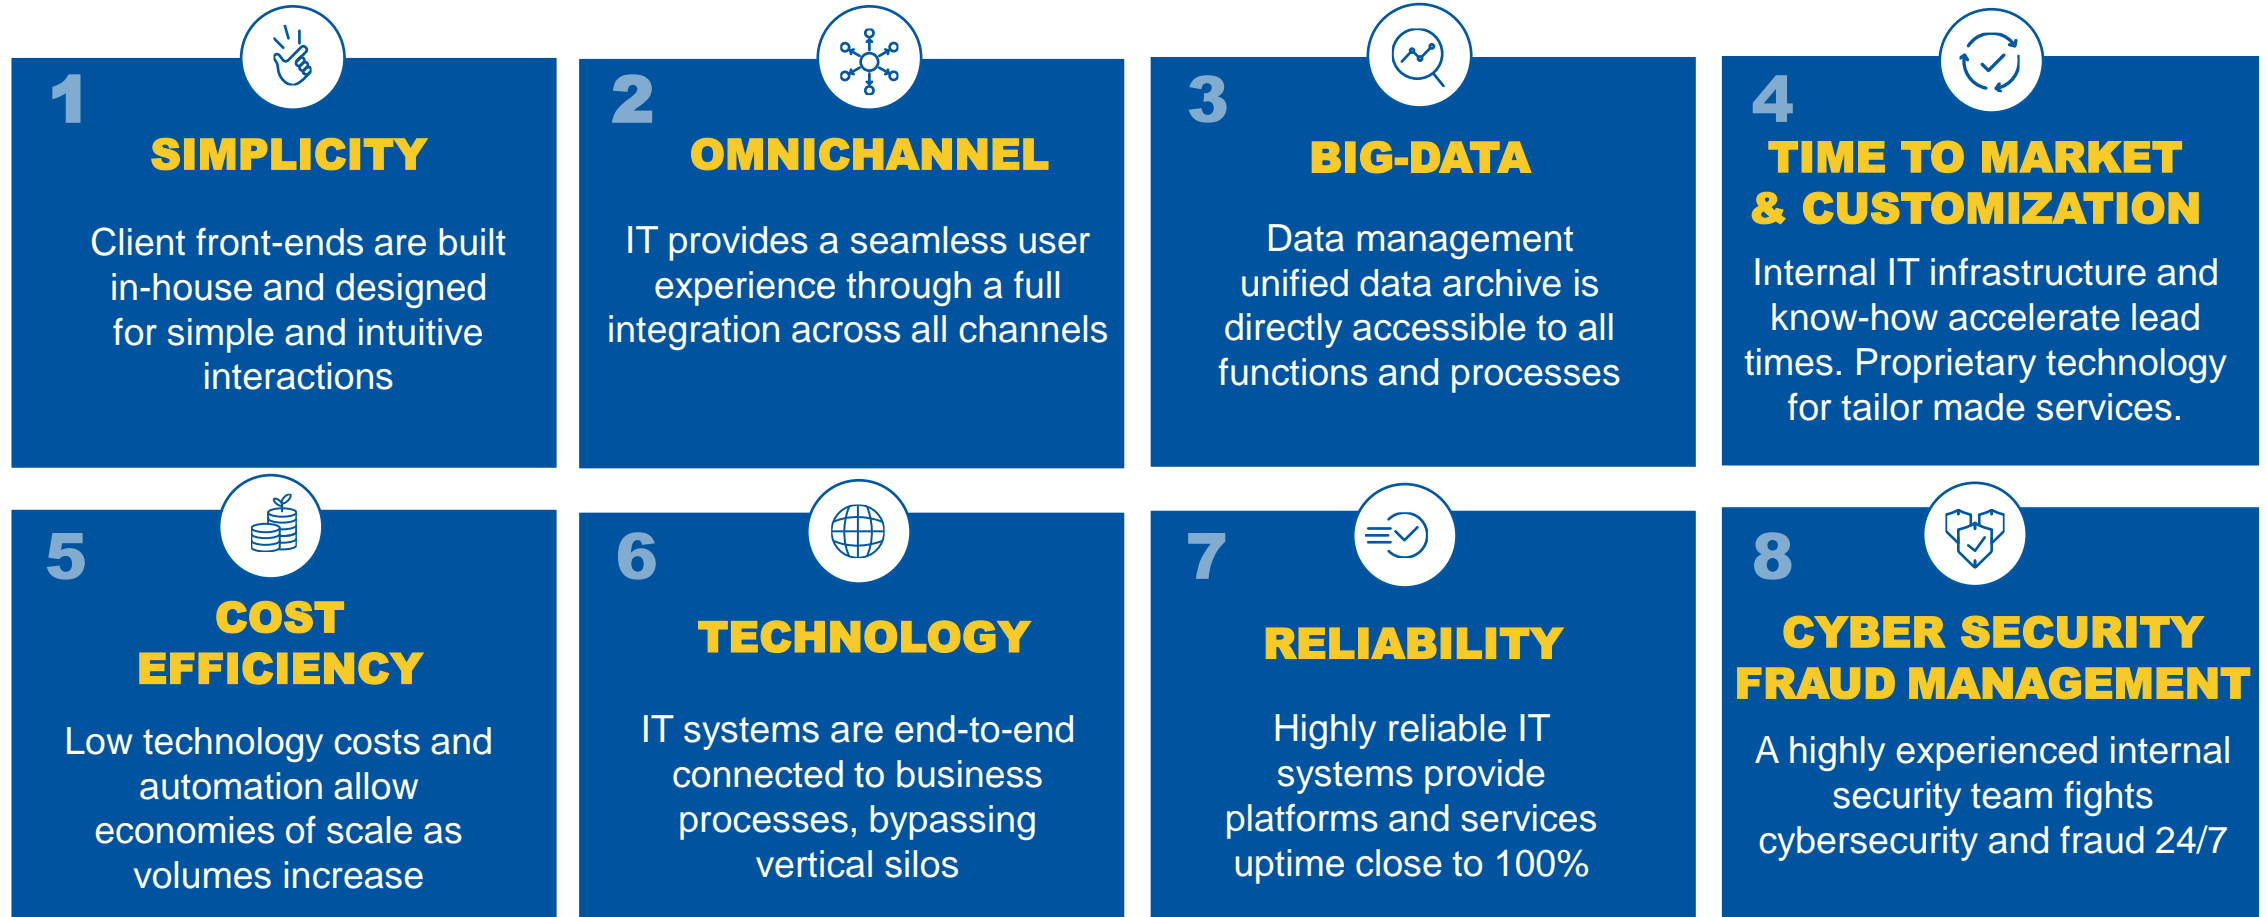 1
SIMPLICITY
Client front-ends are built
in-house and designed
for simple and intuitive
interactions
2
OMNICHANNEL
IT provides a seamless user
experience through a full
integration across all channels
3
BIG-DATA
Data management
unified data archive is
directly accessible to all
functions and processes
4
TIME TO MARKET
& CUSTOMIZATION
Internal IT infrastructure and
know-how accelerate lead
times. Proprietary technology
for tailor made services.
5
COST
EFFICIENCY
Low technology costs and
automation allow
economies of scale as
volumes increase
6
TECHNOLOGY
IT systems are end-to-end
connected to business
processes, bypassing
vertical silos
7
RELIABILITY
Highly reliable IT
systems provide
platforms and services
uptime close to 100%
8
CYBER SECURITY
FRAUD MANAGEMENT
A highly experienced internal
security team fights
cybersecurity and fraud 24/7